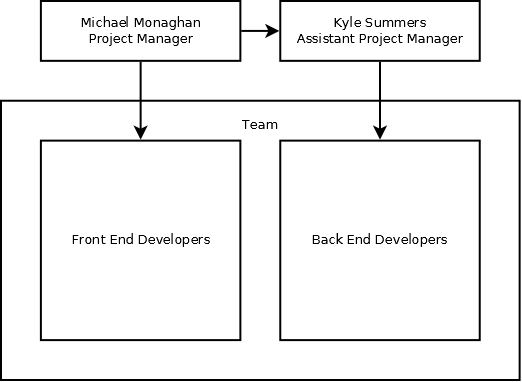 Michael Monaghan
Project Manager
Kyle Summers
Assistant Project Manager
Team
Front End Developers
Back End Developers